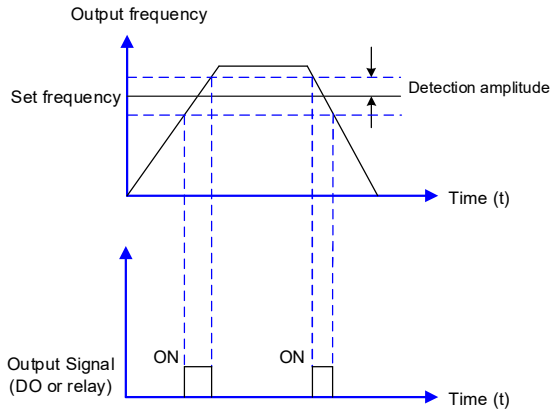 Output frequency
Set frequency
Detection amplitude
Time (t)
ON
ON
Output Signal
(DO or relay)
Time (t)